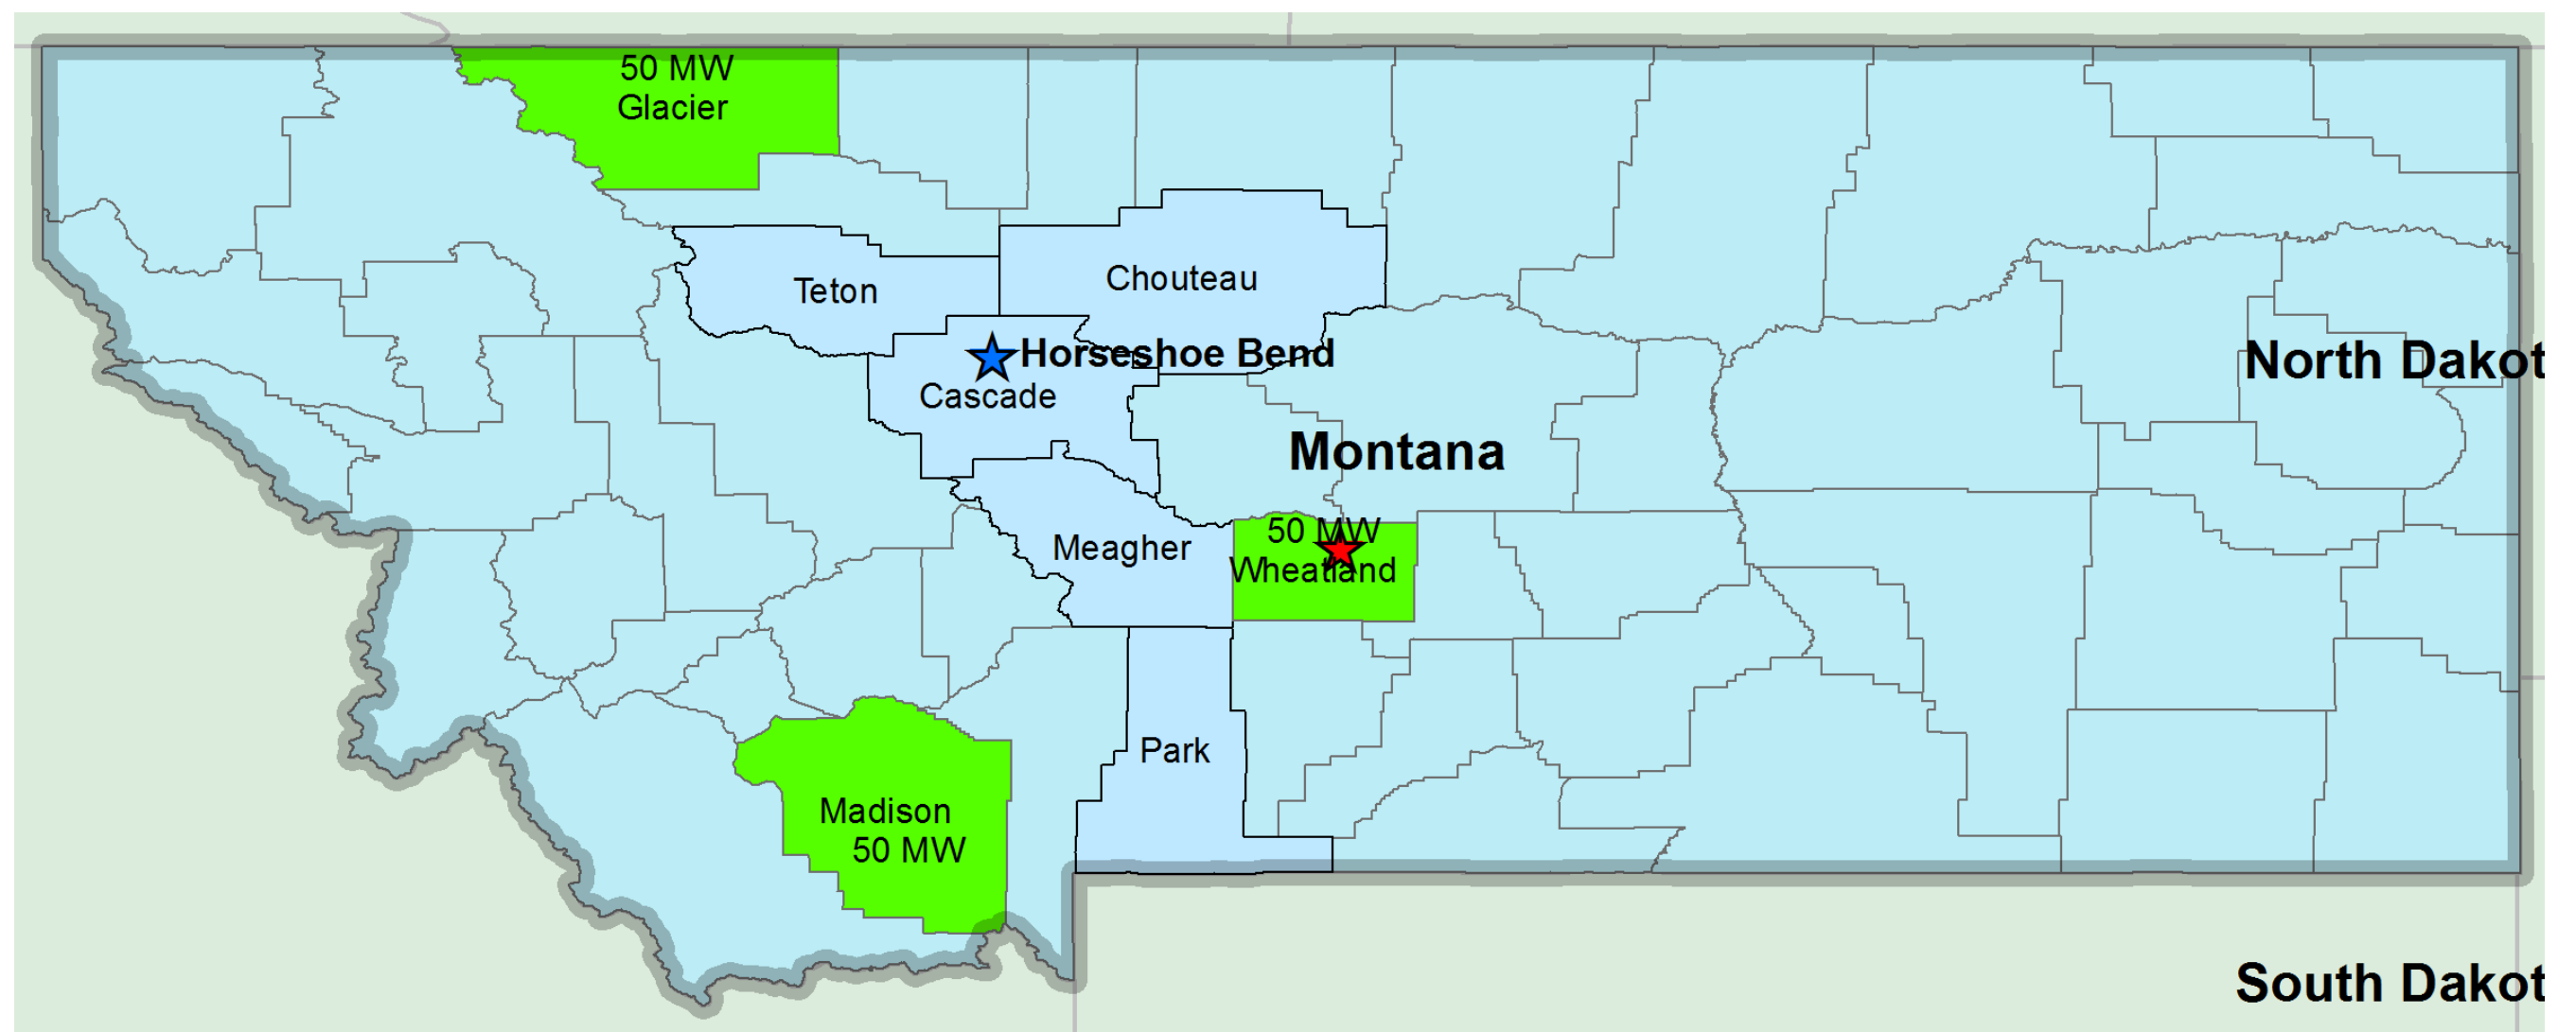 50 MW
Glacier
Chouteau
Teton
Horseshoe Bend
Cascade
North Dakot
Montana
50 MW
Wheatland
Meagher
Park
Madison
50 MW
South Dakot